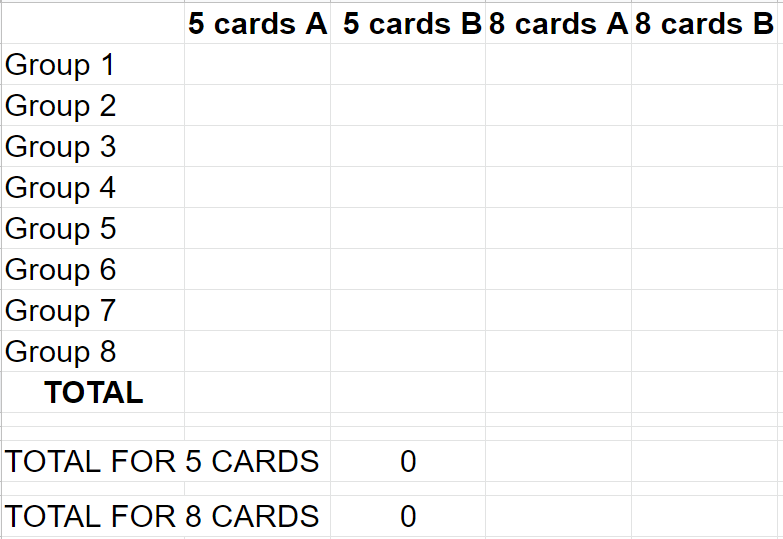 5 cards A 5 cards B 8 cards A 8 cards B
Group 1
Group 2
Group 3
Group 4
Group 5
Group 6
Group 7
Group 8
TOTAL
TOTAL FOR 5 CARDS 0
TOTAL FOR 8 CARDS 0